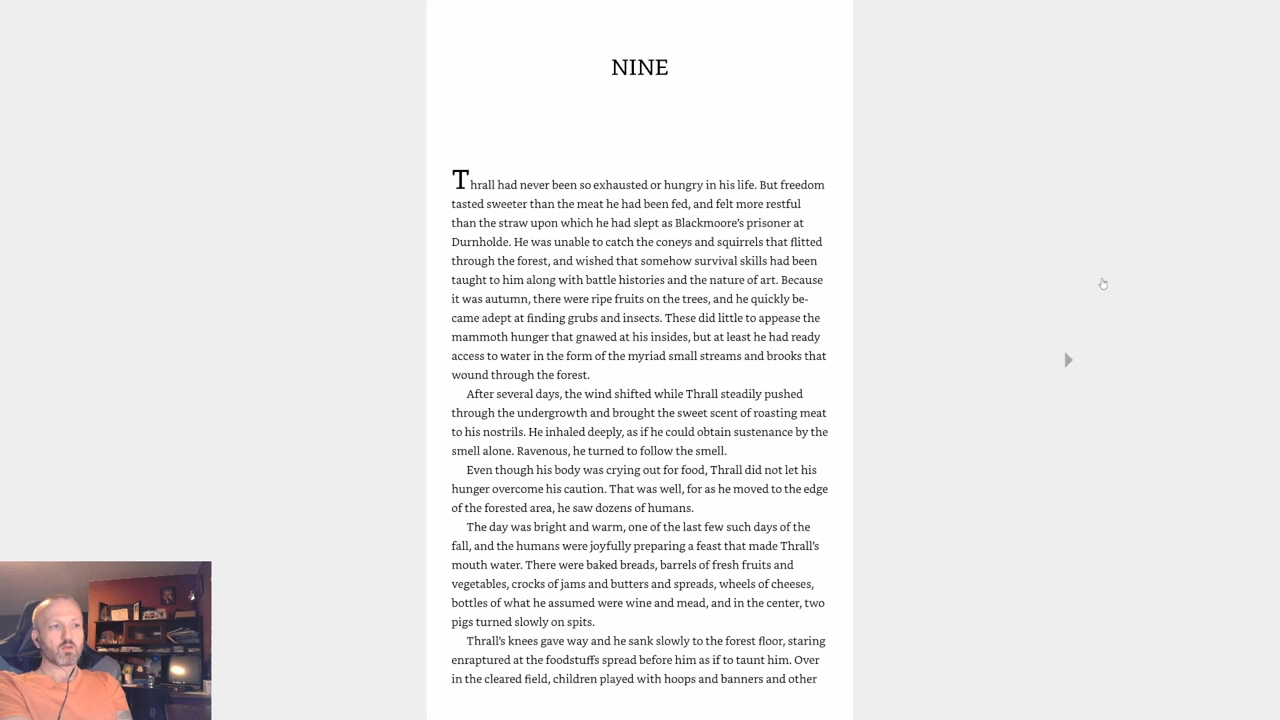 NINE
Thrall had never been so exhausted or hungry in his life. But freedom
tasted sweeter than the meat he had been fed, and felt more restful
than the straw upon which he had slept as Blackmoore's prisoner at
Durnholde. He was unable to catch the coneys and squirrels that flitted
through the forest, and wished that somehow survival skills had been
taught to him along with battle histories and the nature of art. Because
it was autumn, there were ripe fruits on the trees, and he quickly be-
came adept at finding grubs and insects. These did little to appease the
mammoth hunger that gnawed at his insides, but at least he had ready
access to water in the form of the myriad small streams and brooks that
wound through the forest.
After several days, the wind shifted while Thrall steadily pushed
through the undergrowth and brought the sweet scent of roasting meat
to his nostrils. He inhaled deeply, as if he could obtain sustenance by the
smell alone. Ravenous, he turned to follow the smell.
Even though his body was crying out for food, Thrall did not let his
hunger overcome his caution. That was well, for as he moved to the edge
of the forested area, he saw dozens of humans.
The day was bright and warm, one of the last few such days of the
fall, and the humans were joyfully preparing a feast that made Thrall's
mouth water. There were baked breads, barrels of fresh fruits and
vegetables, crocks of jams and butters and spreads, wheels of cheeses,
bottles of what he assumed were wine and mead, and in the center, two
pigs turned slowly on spits.
Thrall's knees gave way and he sank slowly to the forest floor, staring
enraptured at the foodstuffs spread before him as if to taunt him. Over
in the cleared field, children played with hoops and banners and other